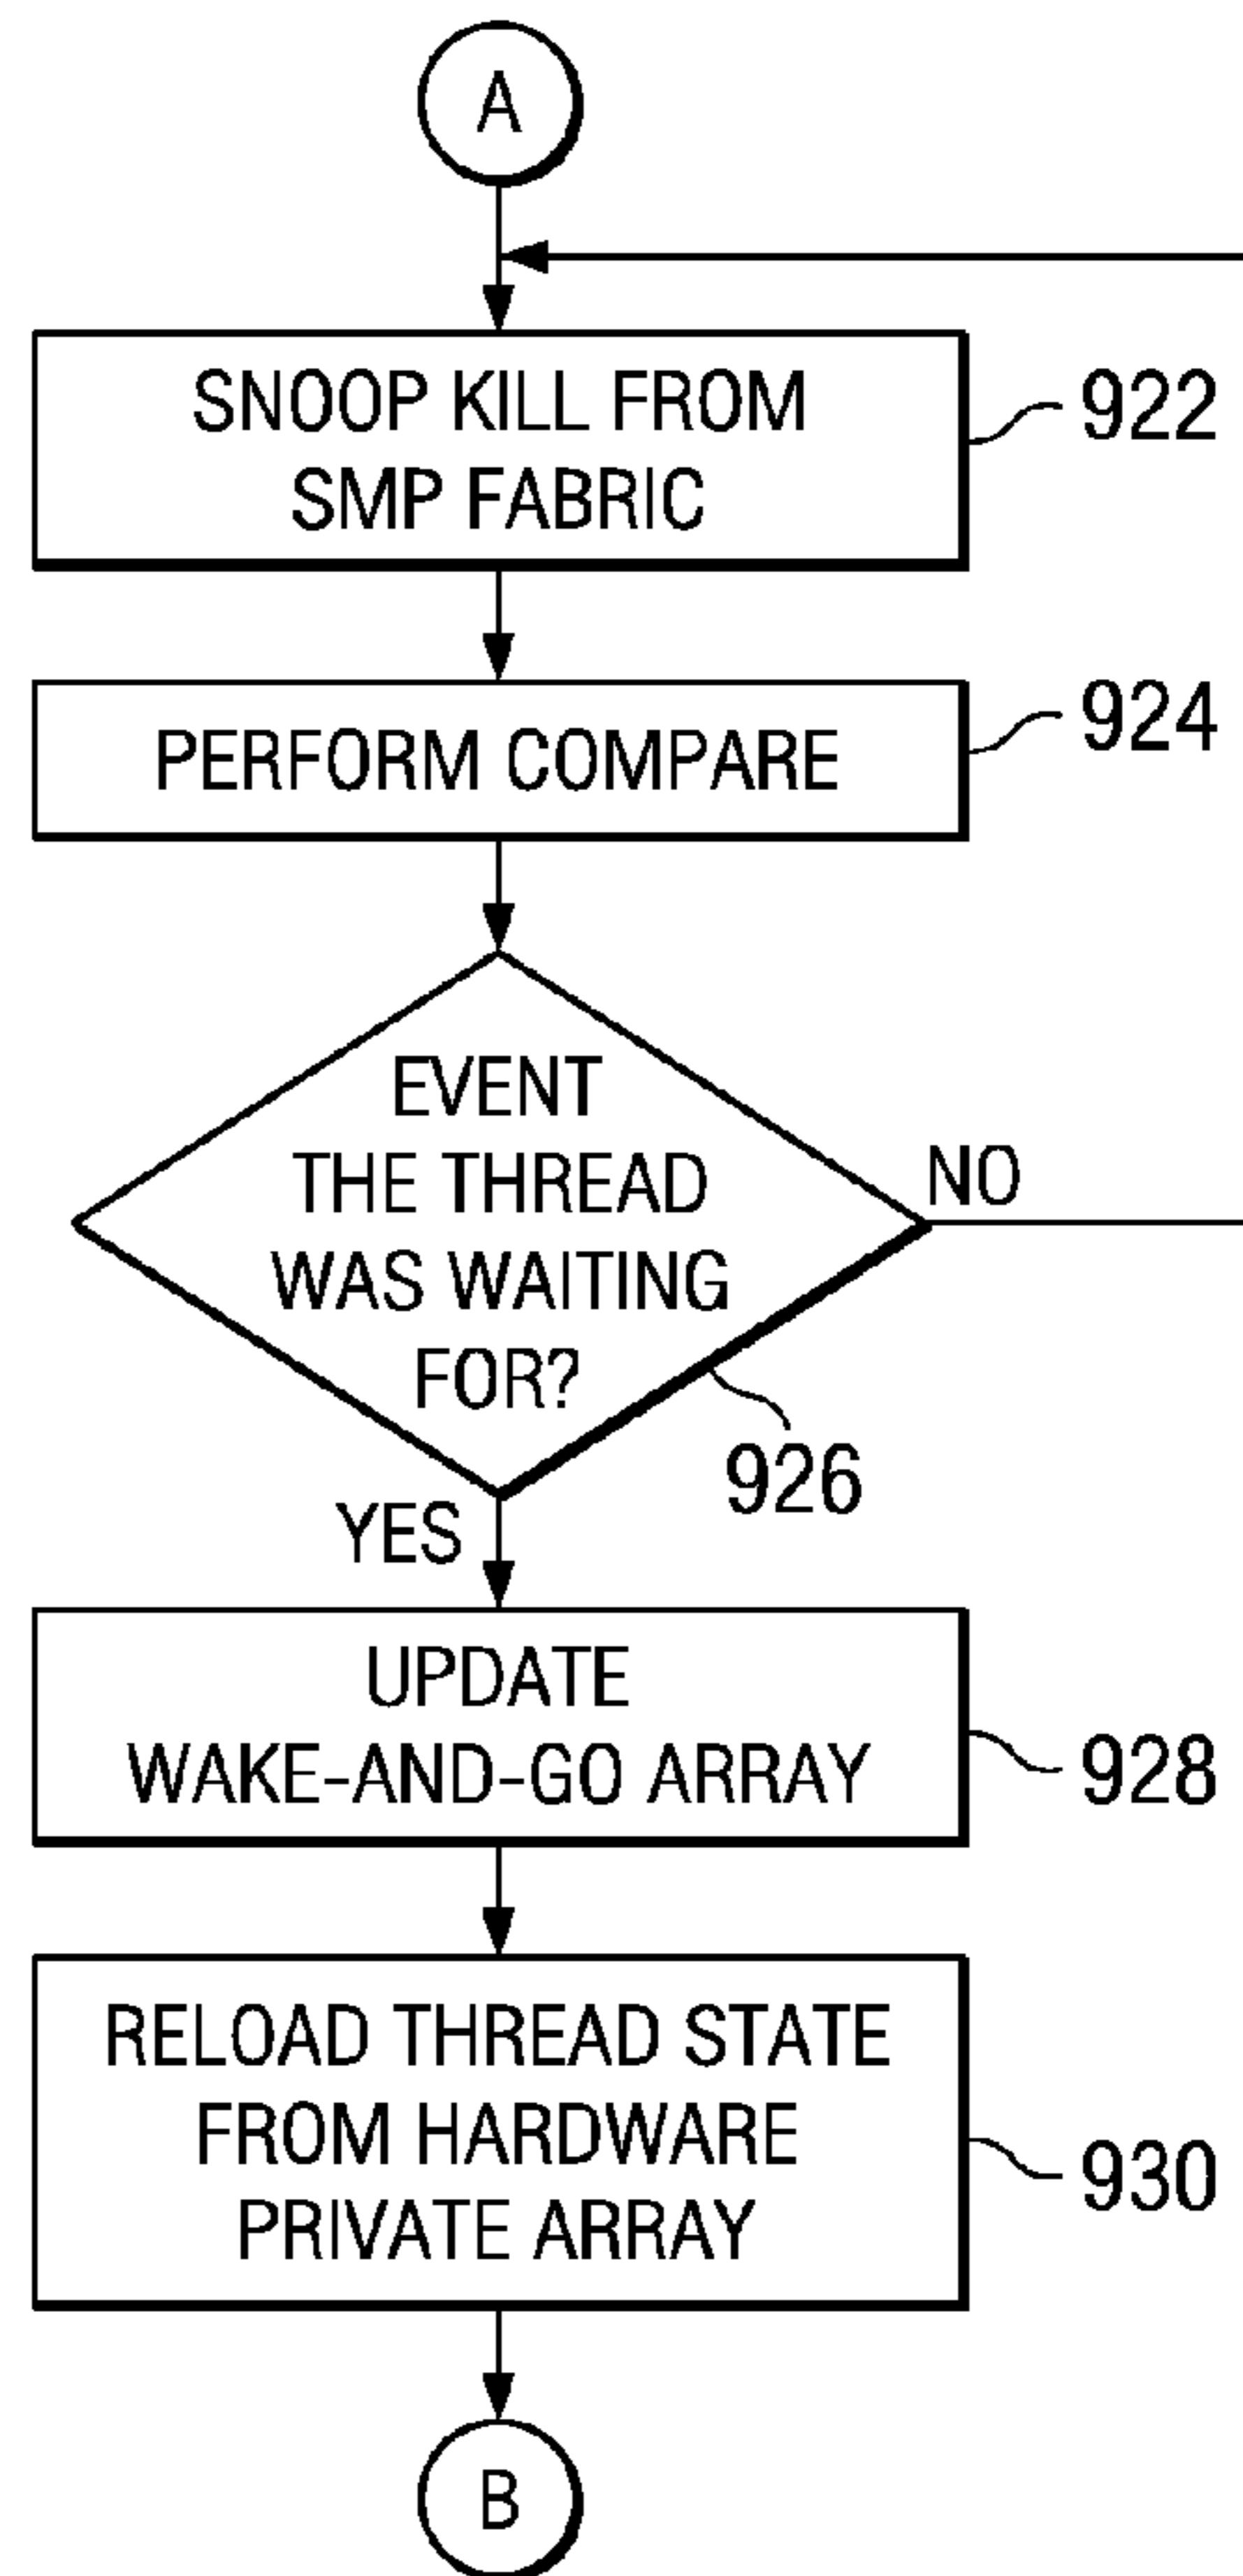 A
SNOOP KILL FROM
SMP FABRIC
922
PERFORM COMPARE
924
EVENT
THE THREAD
WAS WAITING
FOR?
NO
926
YES
UPDATE
WAKE-AND-GO ARRAY
928
RELOAD THREAD STATE
FROM HARDWARE
PRIVATE ARRAY
930
B